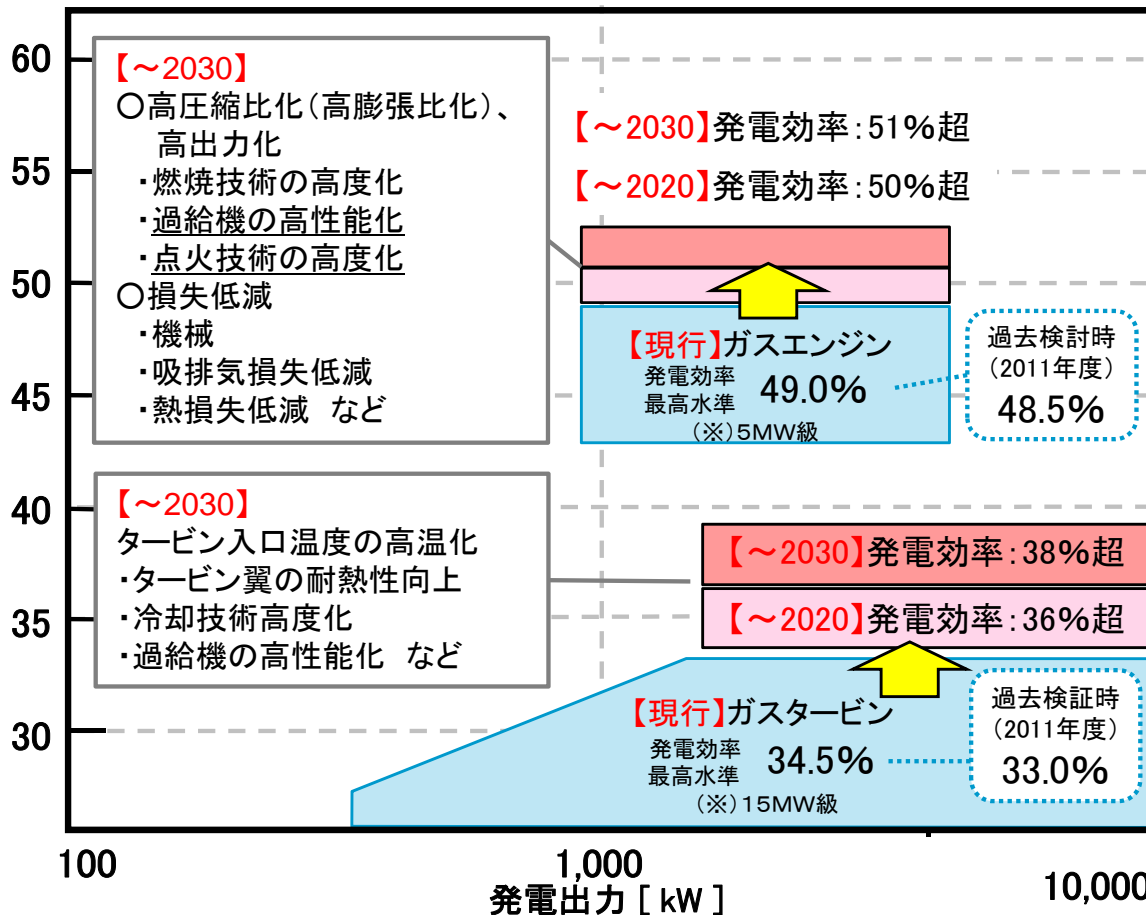 60
55
50
45
40
35
30
【～2030】
○高圧縮比化（高膨張比化）、
高出力化
・燃焼技術の高度化
・過給機の高性能化
・点火技術の高度化
○損失低減
・機械
・吸排気損失低減
・熱損失低減 など
【～2030】発電効率：51%超
【～2020】発電効率：50%超
【現行】ガスエンジン
発電効率
最高水準
49.0%
（※）5MW級
過去検討時
（2011年度）
48.5%
【～2030】
タービン入口温度の高温化
・タービン翼の耐熱性向上
・冷却技術高度化
・過給機の高性能化 など
【～2030】発電効率：38%超
【～2020】発電効率：36%超
【現行】ガスタービン
発電効率
最高水準
34.5%
（※）15MW級
過去検証時
（2011年度）
33.0%
100
1,000
10,000
発電出力［kW］